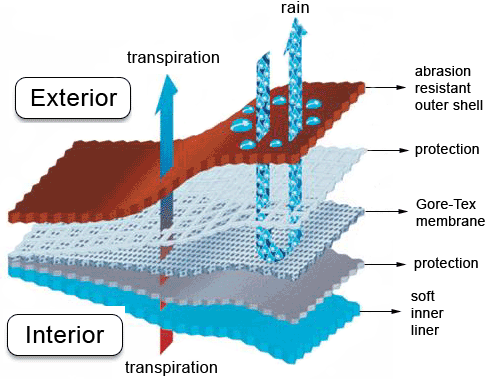 rain
transpiration
Exterior
abrasion
resistant
outer shell
protection
Gore-Tex
membrane
protection
soft
inner
liner
Interior
transpiration